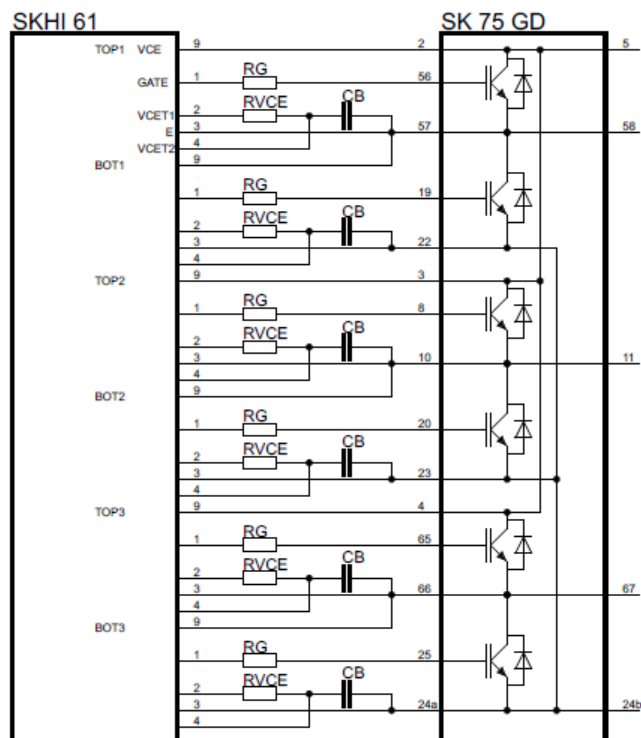 SKHI 61 SK 75 GD
TOP1 VCE 9 2 5
GATE 1 RG 56
VCET1 2 RVCE CB
E 3 57 58
VCET2 4
BOT1 9
1 RG 19
2 RVCE CB
3 22
4
TOP2 9 3
1 RG 8
2 RVCE CB
3 10 11
4
BOT2 9
1 RG 20
2 RVCE CB
3 23
4
TOP3 9 4
1 RG 65
2 RVCE CB
3 66 67
4
BOT3 9
1 RG 25
2 RVCE CB
3 24a 24b
4